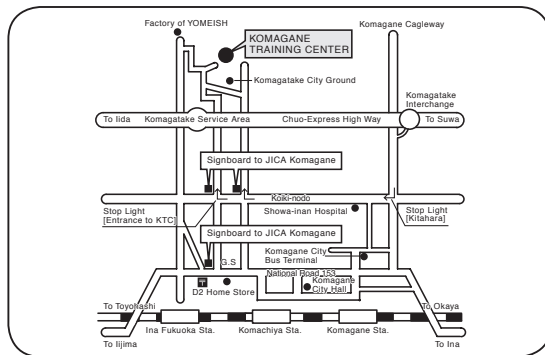 Factory of YOMEISH
Komagane Cagleway
KOMAGANE
TRAINING CENTER
Komagatake City Ground
Komagatake
Interchange
To Iida
Komagatake Service Area
Chuo-Express High Way
To Suwa
Signboard to JICA Komagane
Koiki-nodo
Stop Light
[Entrance to KTC]
Showa-inan Hospital
Stop Light
[Kitahara]
Signboard to JICA Komagane
Komagane City
Bus Terminal
G.S
National Road 153
D2 Home Store
Komagane
City Hall
To Toyohashi
To Okaya
Ina Fukuoka Sta.
Komachiya Sta.
Komagane Sta.
To Iijima
To Ina